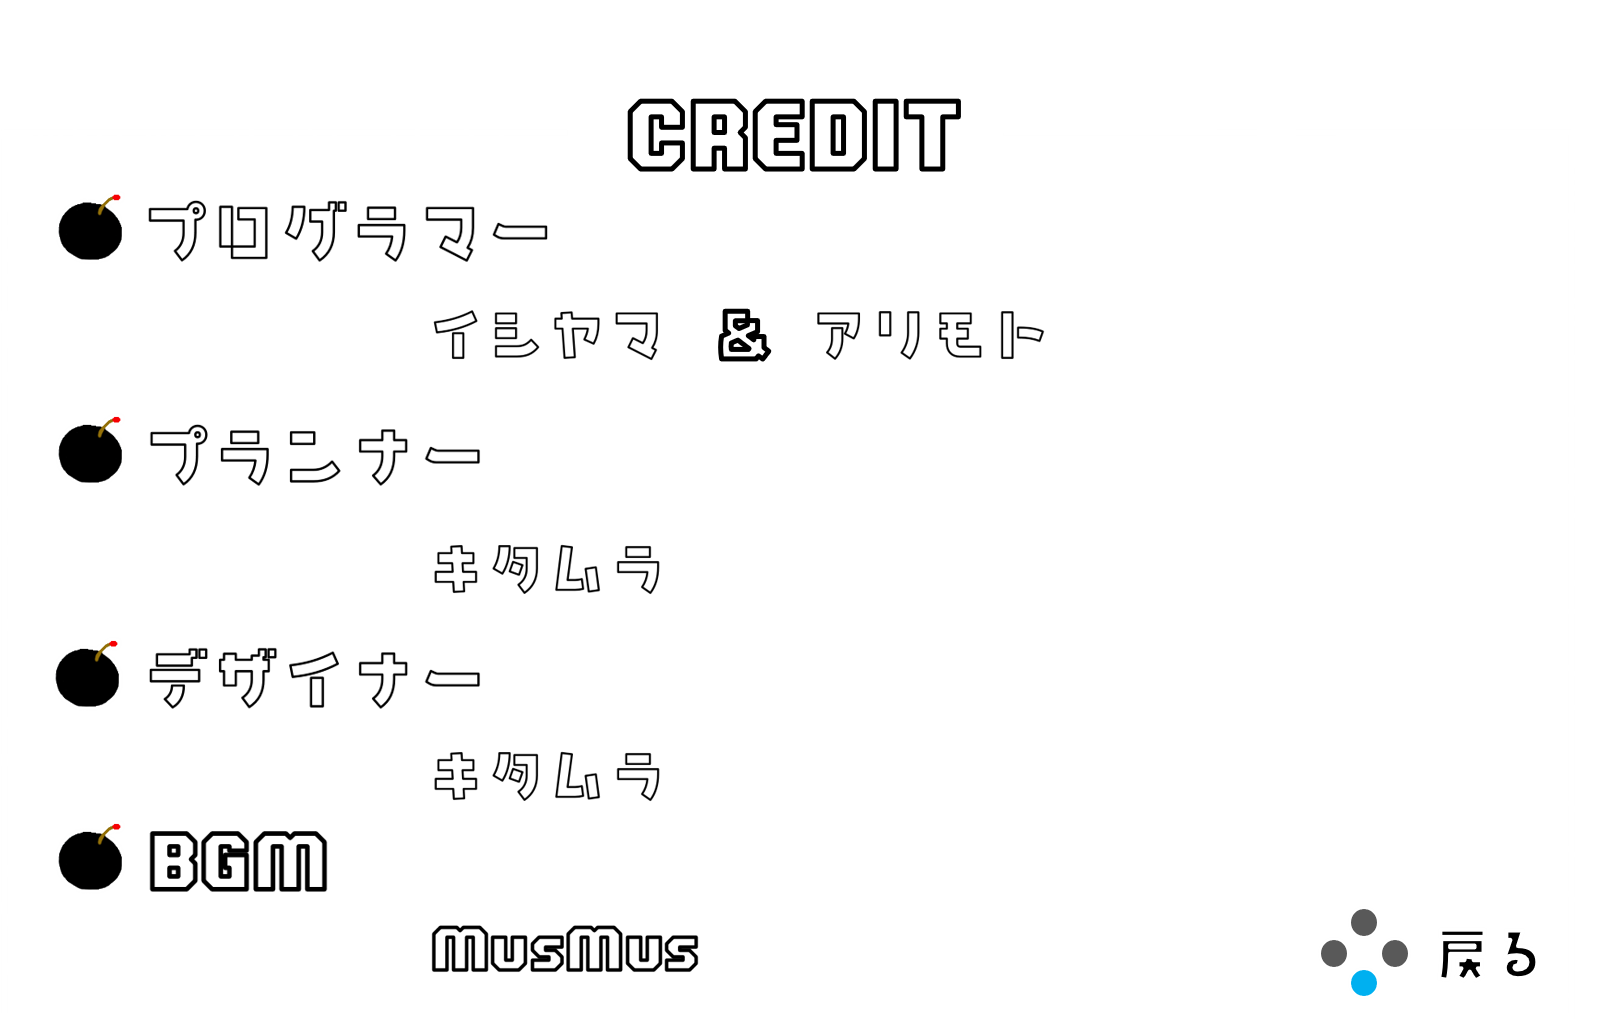 CREDIT
プログラマー
イシヤマ & アリモト
プランナー
キタムラ
デザイナー
キタムラ
BGM
MusMus
戻る